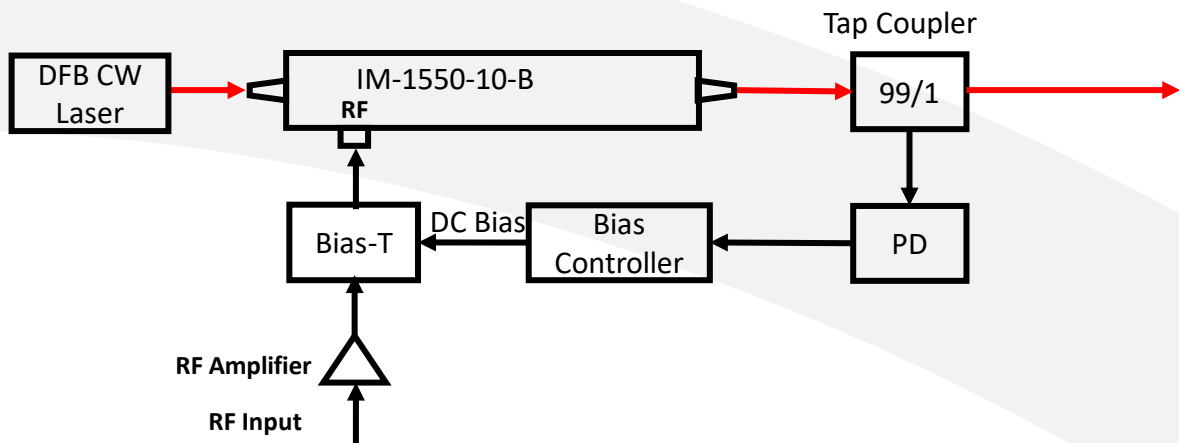 Tap Coupler
DFB CW
Laser
IM-1550-10-B
RF
99/1
Bias-T
DC Bias
Bias
Controller
PD
RF Amplifier
RF Input